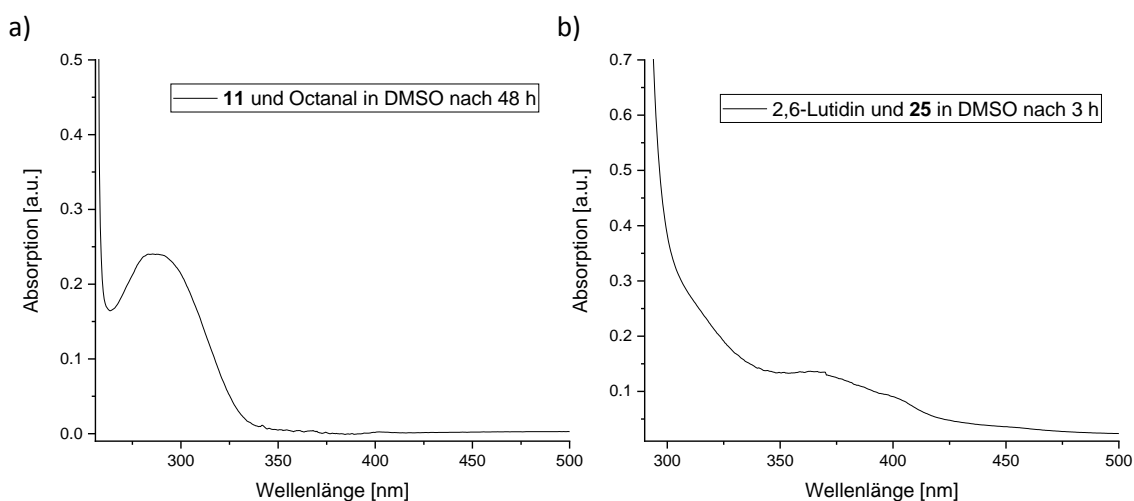 a)
0.5
0.4
0.3
0.2
0.1
0.0
Absorption [a.u.]
11 und Octanal in DMSO nach 48 h
300
350
400
450
500
Wellenlänge [nm]
b)
0.7
0.6
0.5
0.4
0.3
0.2
0.1
Absorption [a.u.]
2,6-Lutidin und 25 in DMSO nach 3 h
300
350
400
450
500
Wellenlänge [nm]